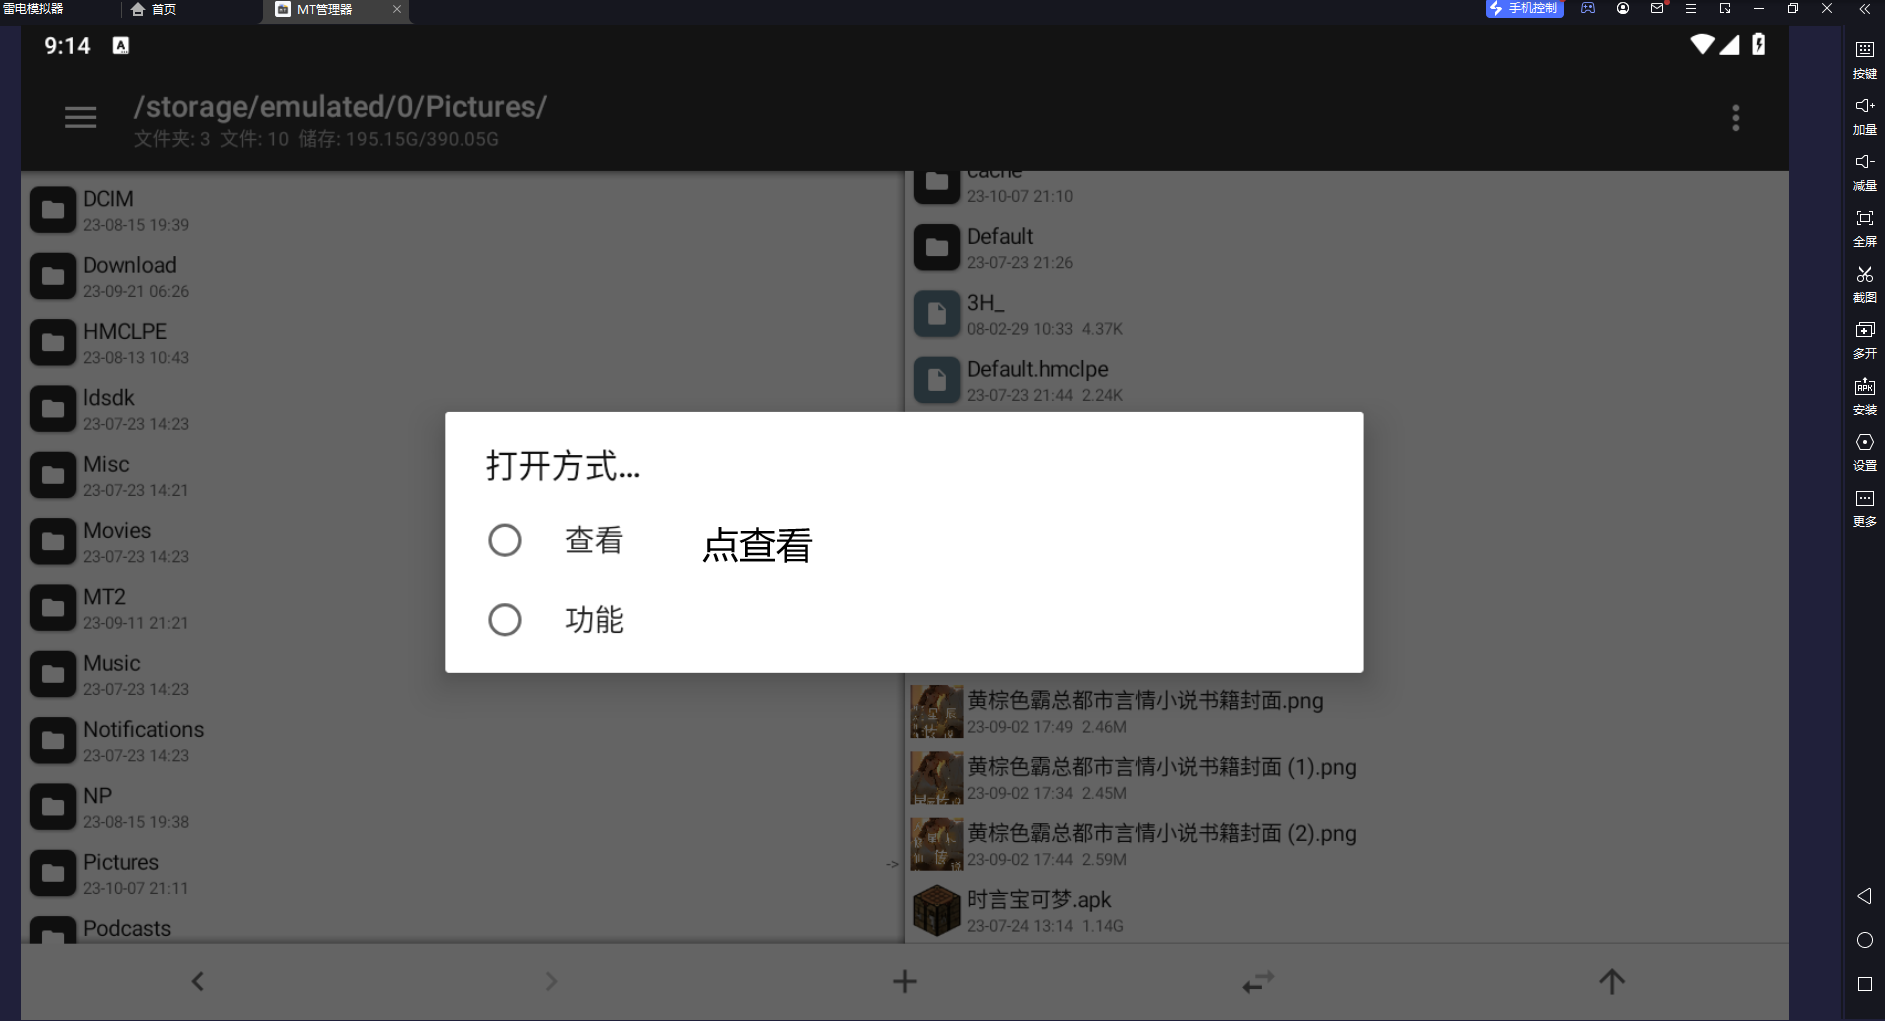 雷电模拟器
首页
MT管理器
手机控制
9:14
A
/storage/emulated/0/Pictures/
文件夹: 3 文件: 10 储存: 195.15G/390.05G
DCIM
23-08-15 19:39
Download
23-09-21 06:26
HMCLPE
23-08-13 10:43
ldsdk
23-07-23 14:23
Misc
23-07-23 14:21
Movies
23-07-23 14:23
MT2
23-09-11 21:21
Music
23-07-23 14:23
Notifications
23-07-23 14:23
NP
23-08-15 19:38
Pictures
23-10-07 21:11
Podcasts
->
cache
23-10-07 21:10
Default
23-07-23 21:26
3H_
08-02-29 10:33 4.37K
Default.hmclpe
23-07-23 21:44 2.24K
打开方式...
查看
点查看
功能
黄棕色霸总都市言情小说书籍封面.png
23-09-02 17:49 2.46M
黄棕色霸总都市言情小说书籍封面 (1).png
23-09-02 17:34 2.45M
黄棕色霸总都市言情小说书籍封面 (2).png
23-09-02 17:44 2.59M
时言宝可梦.apk
23-07-24 13:14 1.14G
按键
加量
减量
全屏
截图
多开
APK
安装
设置
更多